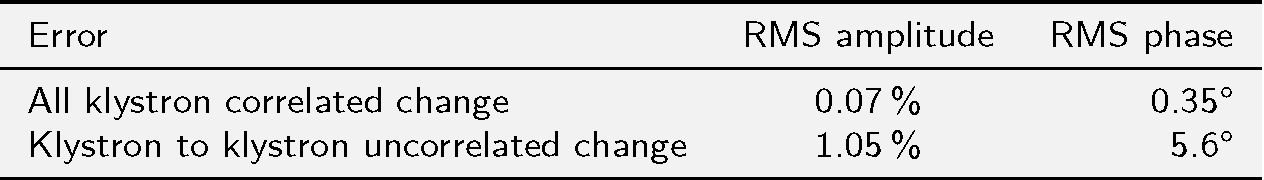 Error RMS amplitude RMS phase
All klystron correlated change 0.07 % 0.35°
Klystron to klystron uncorrelated change 1.05 % 5.6°